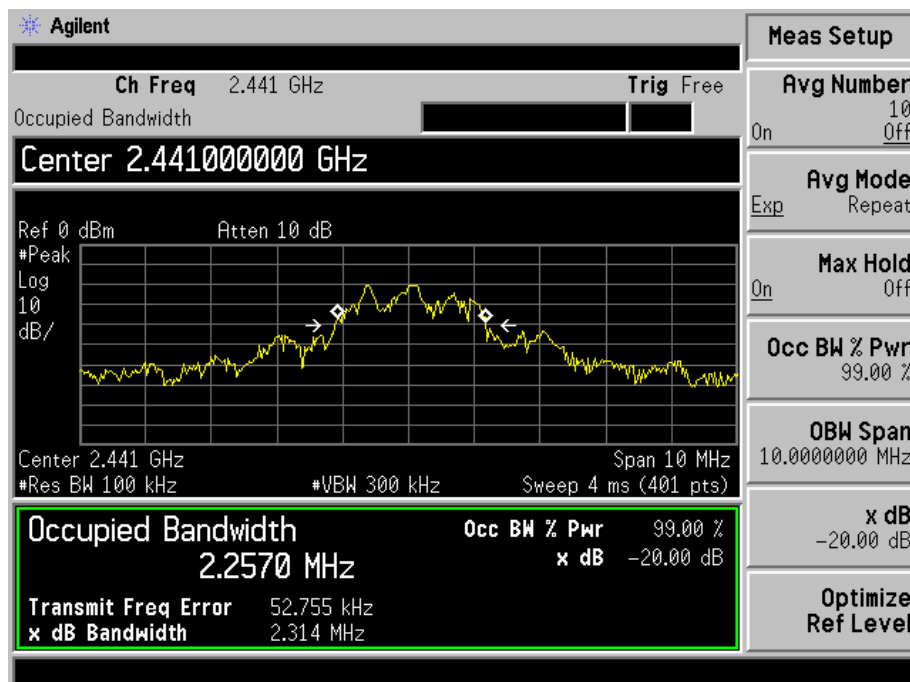 Agilent
Ch Freq 2.441 GHz Trig Free
Occupied Bandwidth
Center 2.441000000 GHz
Ref 0 dBm Atten 10 dB
#Peak
Log
10
dB/
Center 2.441 GHz Span 10 MHz
#Res BW 100 kHz #VBW 300 kHz Sweep 4 ms (401 pts)
Occupied Bandwidth
2.2570 MHz
Occ BW % Pwr 99.00 %
x dB -20.00 dB
Transmit Freq Error 52.755 kHz
x dB Bandwidth 2.314 MHz
Meas Setup
Avg Number
10
On Off
Avg Mode
Exp Repeat
Max Hold
On Off
Occ BW % Pwr
99.00 %
OBW Span
10.0000000 MHz
x dB
-20.00 dB
Optimize
Ref Level